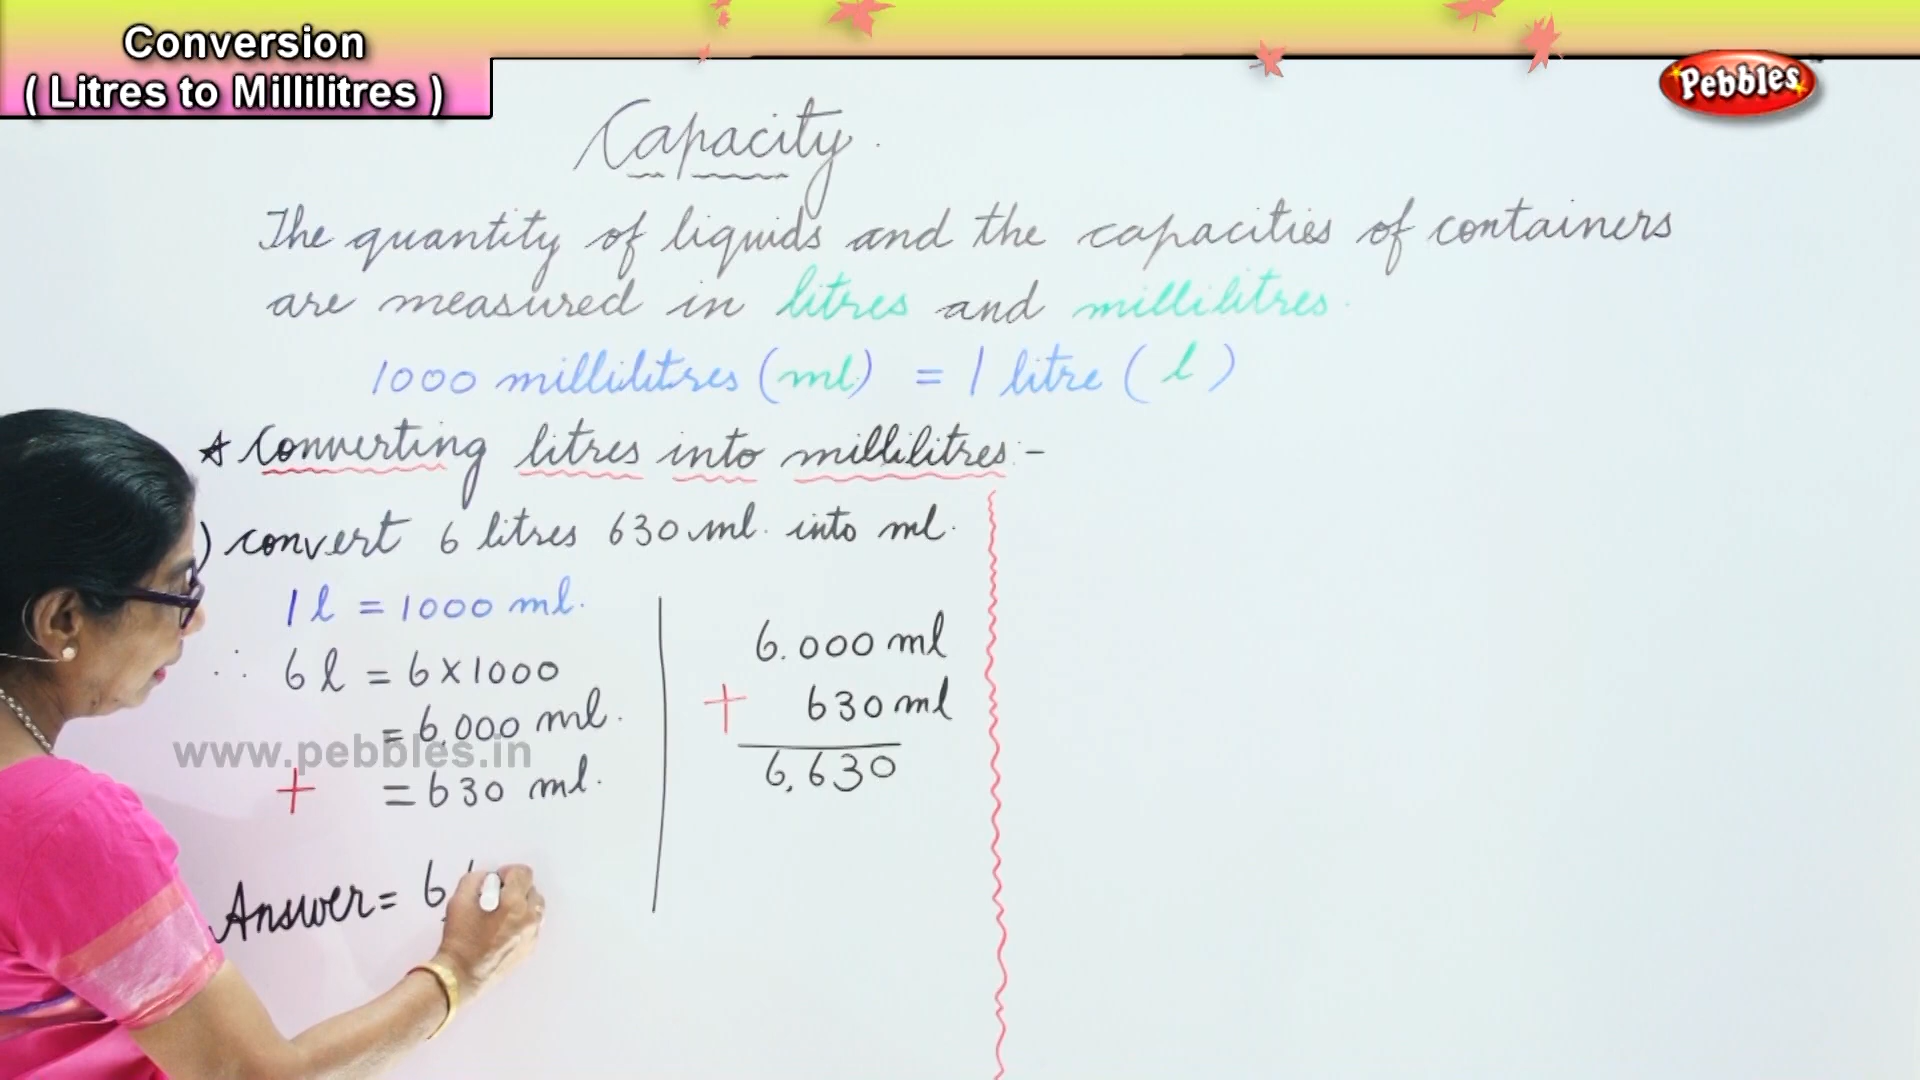 Conversion
( Litres to Millilitres )
Pebbles
Capacity.
The quantity of liquids and the capacities of containers
are measured in litres and millilitres.
1000 millilitres (ml) = 1 litre ( l )
* Converting litres into millilitres:-
) convert 6 litres 630 ml. into ml.
1 l = 1000 ml.
∴ 6 l = 6 x 1000
= 6,000 ml.
www.pebbles.in
+ = 630 ml.
Answer = 6,
6.000 ml
+ 630 ml
6,630